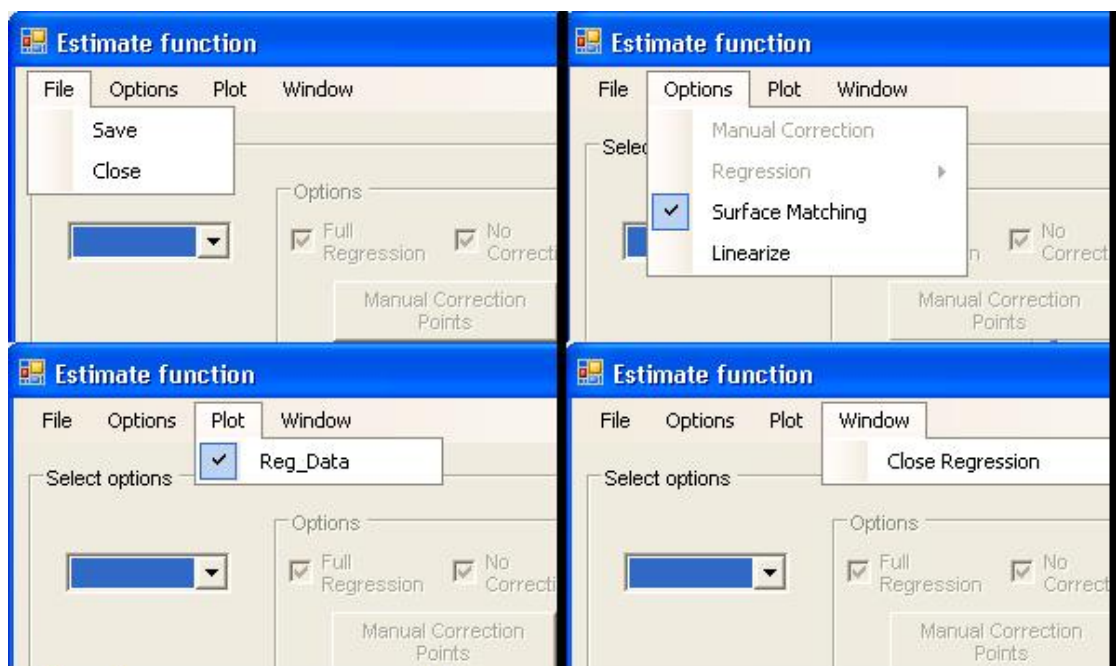 Estimate function
File Options Plot Window
Save
Close
Options
Full Regression
No Correcti
Manual Correction Points
Estimate function
File Options Plot Window
Manual Correction
Regression
Surface Matching
Linearize
Selec
n
No Correct
Manual Correction Points
Estimate function
File Options Plot Window
Reg_Data
Select options
Options
Full Regression
No Correcti
Manual Correction Points
Estimate function
File Options Plot Window
Close Regression
Select options
Options
Full Regression
No Correct
Manual Correction Points